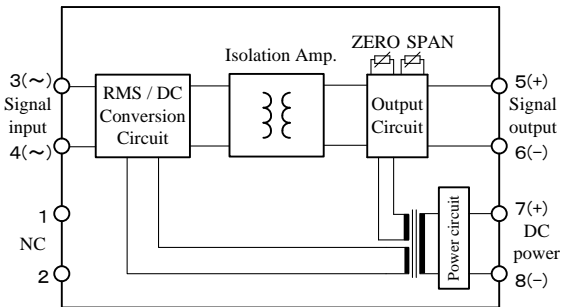 ZERO SPAN
Isolation Amp.
3(~)
Signal
input
4(~)
RMS / DC
Conversion
Circuit
Output
Circuit
5(+)
Signal
output
6(−)
1
NC
2
Power circuit
7(+)
DC
power
8(−)